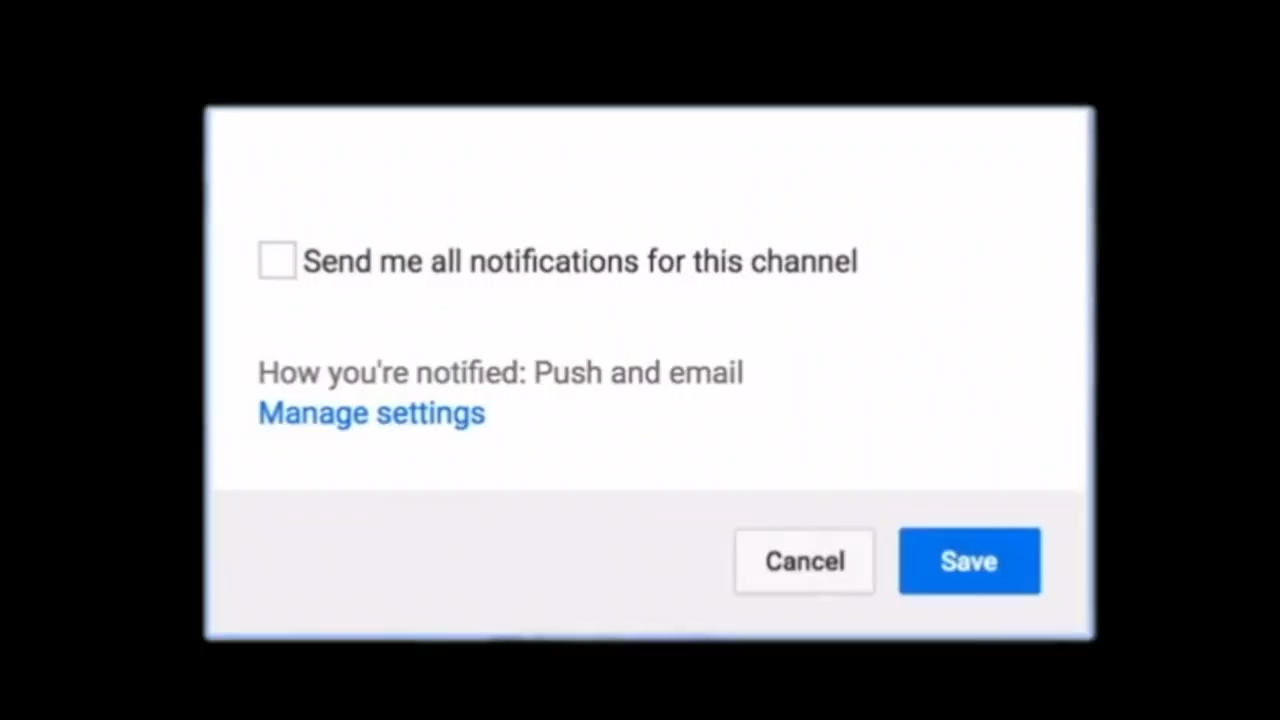 Send me all notifications for this channel
How you're notified: Push and email
Manage settings
Cancel
Save